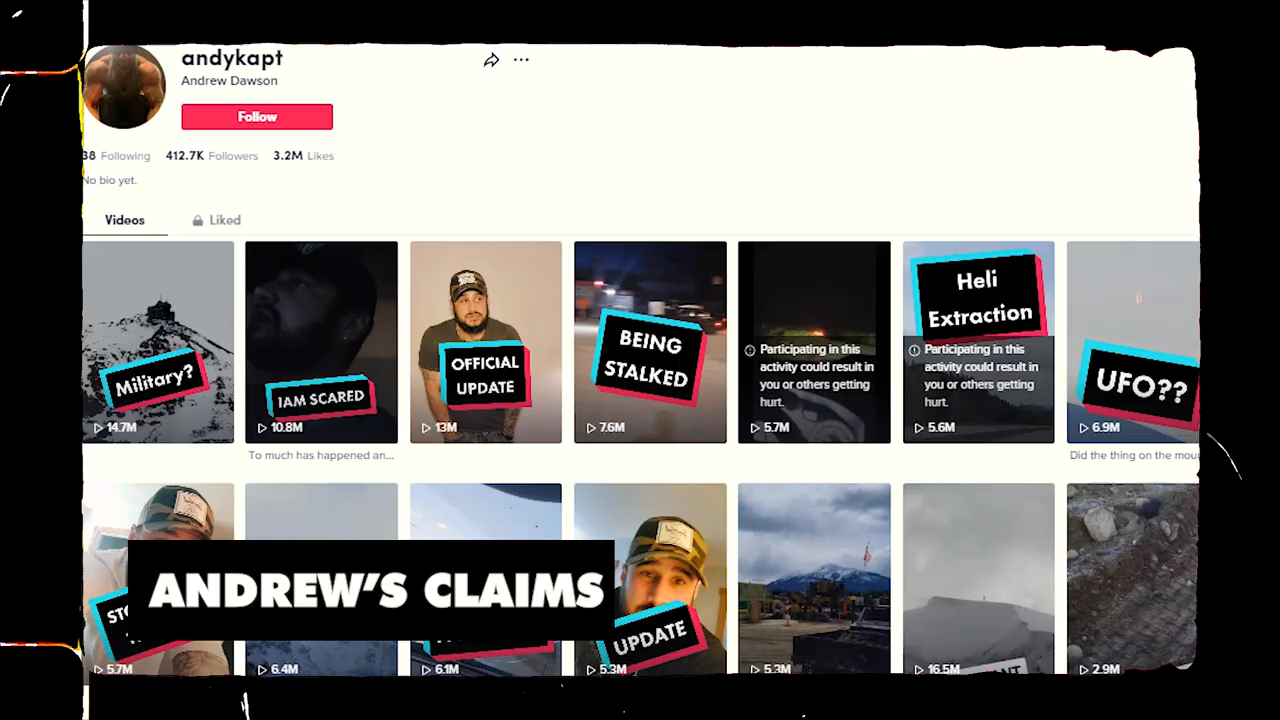 andykapt
Andrew Dawson
Follow
38 Following 412.7K Followers 3.2M Likes
No bio yet.
Videos Liked
Military?
14.7M
IAM SCARED
10.8M
To much has happened an...
OFFICIAL
UPDATE
13M
BEING
STALKED
7.6M
Participating in this
activity could result in
you or others getting
hurt.
5.7M
Heli
Extraction
Participating in this
activity could result in
you or others getting
hurt.
5.6M
UFO??
6.9M
Did the thing on the mou
ANDREW'S CLAIMS
5.7M
6.4M
6.1M
UPDATE
5.3M
5.3M
16.5M
2.9M